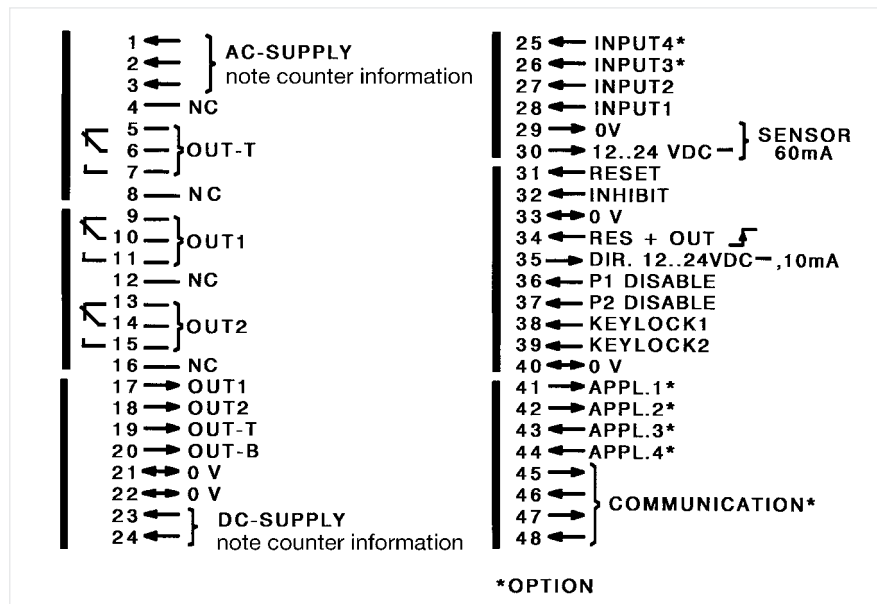 1 AC-SUPPLY
2 note counter information
3
4 NC
5
6 OUT-T
7
8 NC
9
10 OUT1
11
12 NC
13
14 OUT2
15
16 NC
17 OUT1
18 OUT2
19 OUT-T
20 OUT-B
21 0 V
22 0 V
23 DC-SUPPLY
24 note counter information
25 INPUT4*
26 INPUT3*
27 INPUT2
28 INPUT1
29 0V SENSOR
30 12..24 VDC 60mA
31 RESET
32 INHIBIT
33 0 V
34 RES + OUT
35 DIR. 12..24VDC ,10mA
36 P1 DISABLE
37 P2 DISABLE
38 KEYLOCK1
39 KEYLOCK2
40 0 V
41 APPL.1*
42 APPL.2*
43 APPL.3*
44 APPL.4*
45
46 COMMUNICATION*
47
48
*OPTION